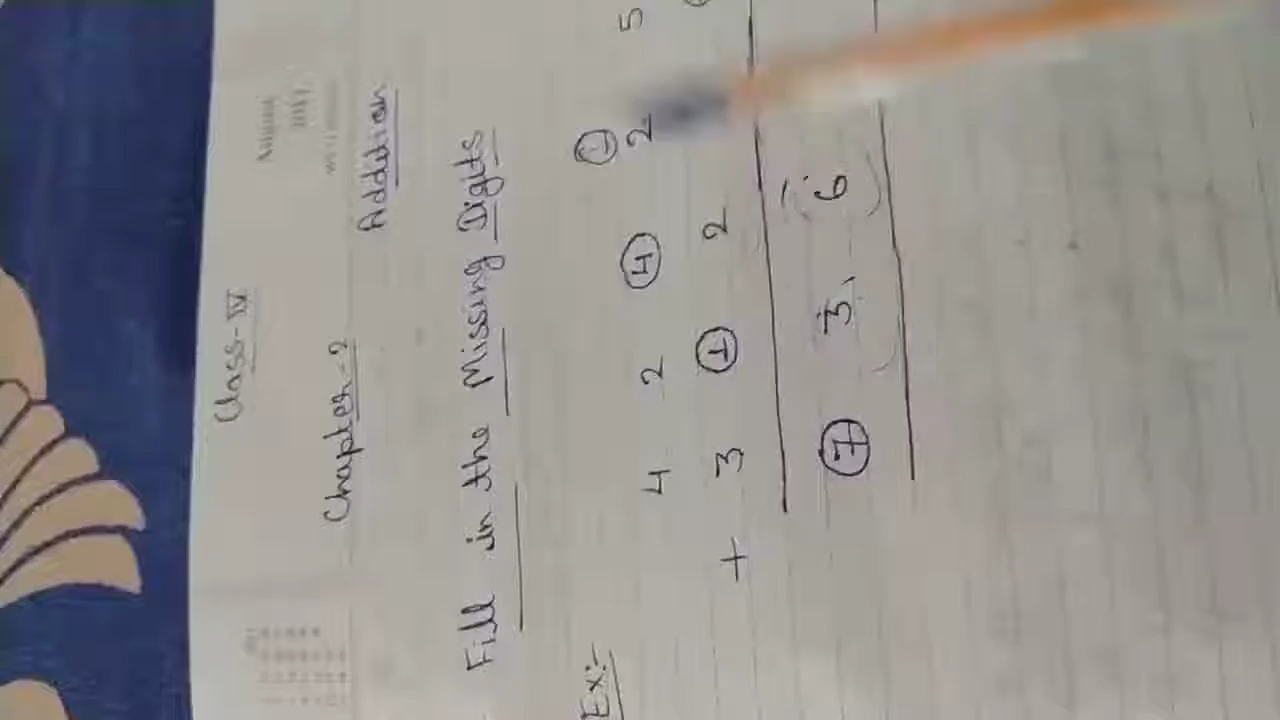 Class-IV
Chapter-2
Addition
Fill in the Missing Digits
Ex:-
1
4 2 4 2 5
+ 3 1 2
7 3 6